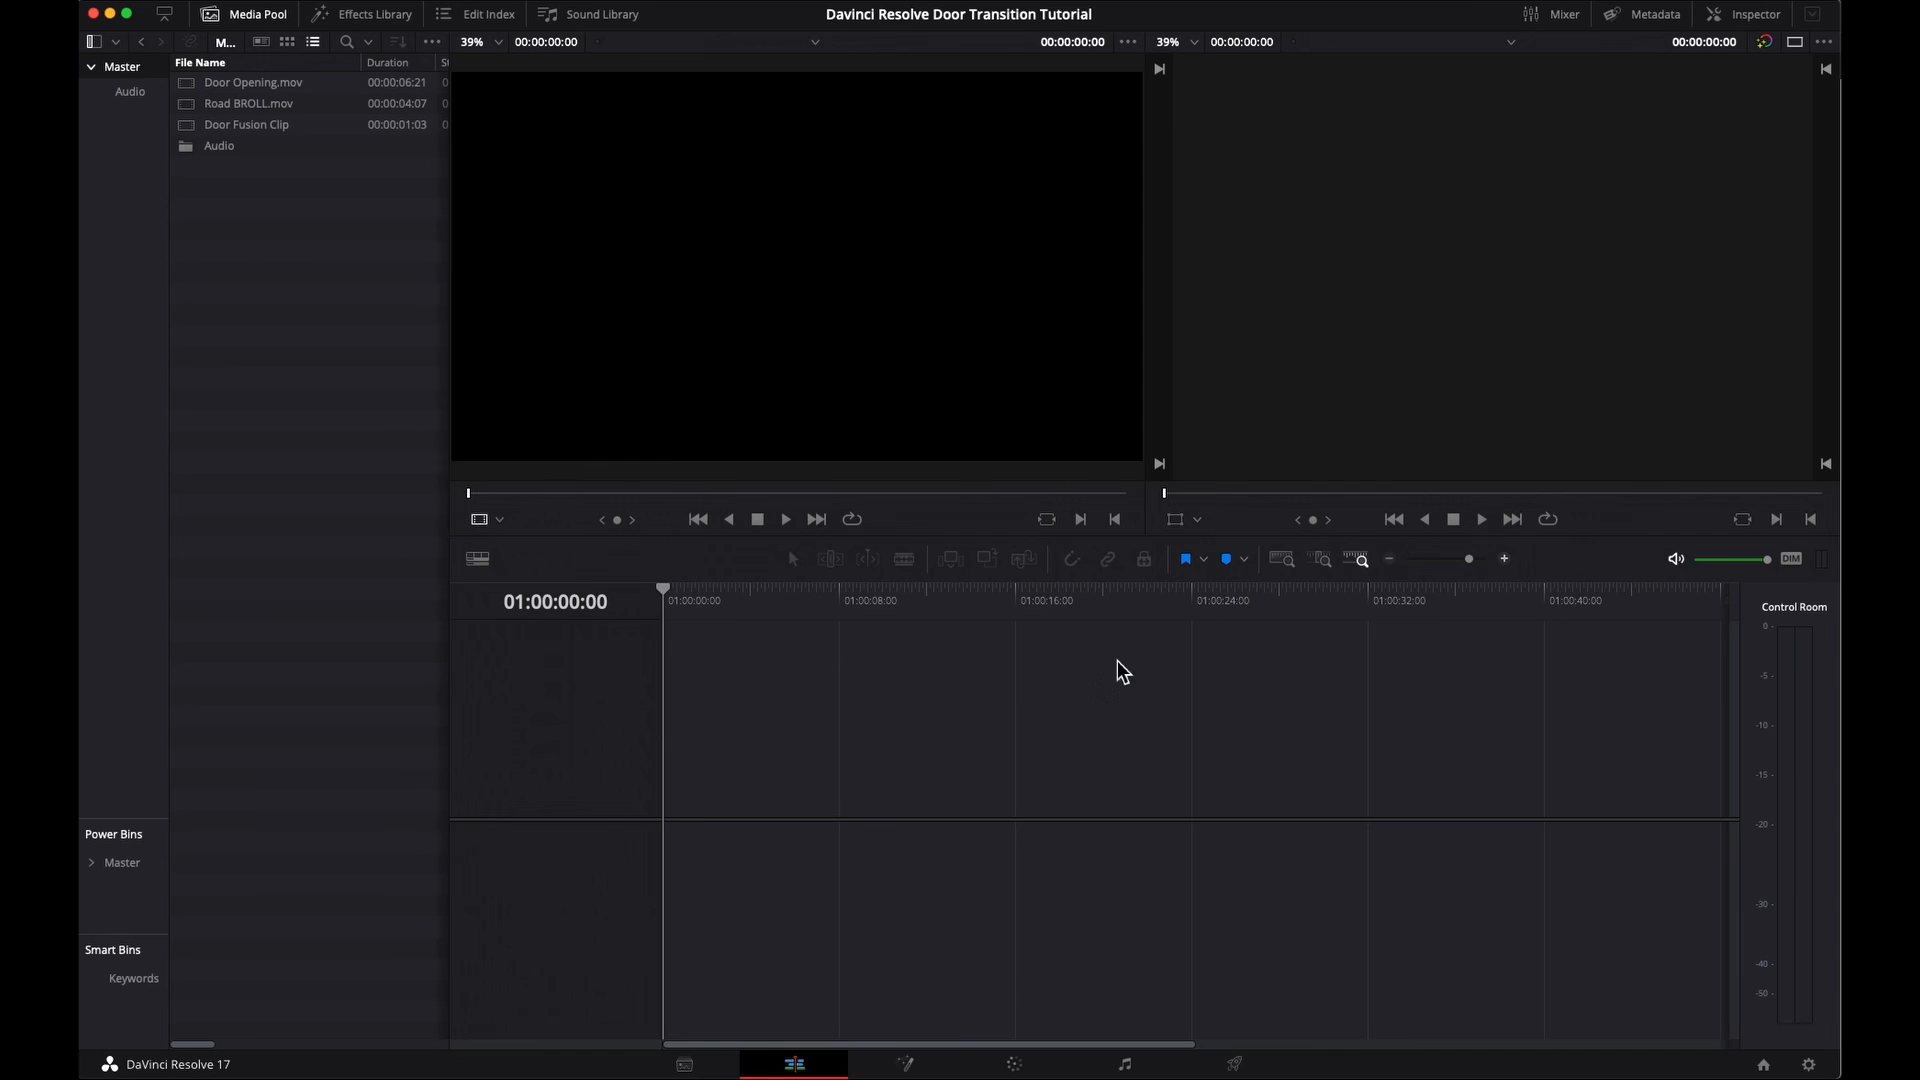 Media Pool Effects Library Edit Index Sound Library Davinci Resolve Door Transition Tutorial Mixer Metadata Inspector
M... 39% 00:00:00:00 00:00:00:00 39% 00:00:00:00 00:00:00:00
Master
Audio
File Name Duration St
Door Opening.mov 00:00:06:21 0
Road BROLL.mov 00:00:04:07 0
Door Fusion Clip 00:00:01:03 0
Audio
DIM
01:00:00:00
01:00:00:00 01:00:08:00 01:00:16:00 01:00:24:00 01:00:32:00 01:00:40:00
Control Room
0
-5
-10
-15
-20
-30
-40
-50
Power Bins
Master
Smart Bins
Keywords
DaVinci Resolve 17